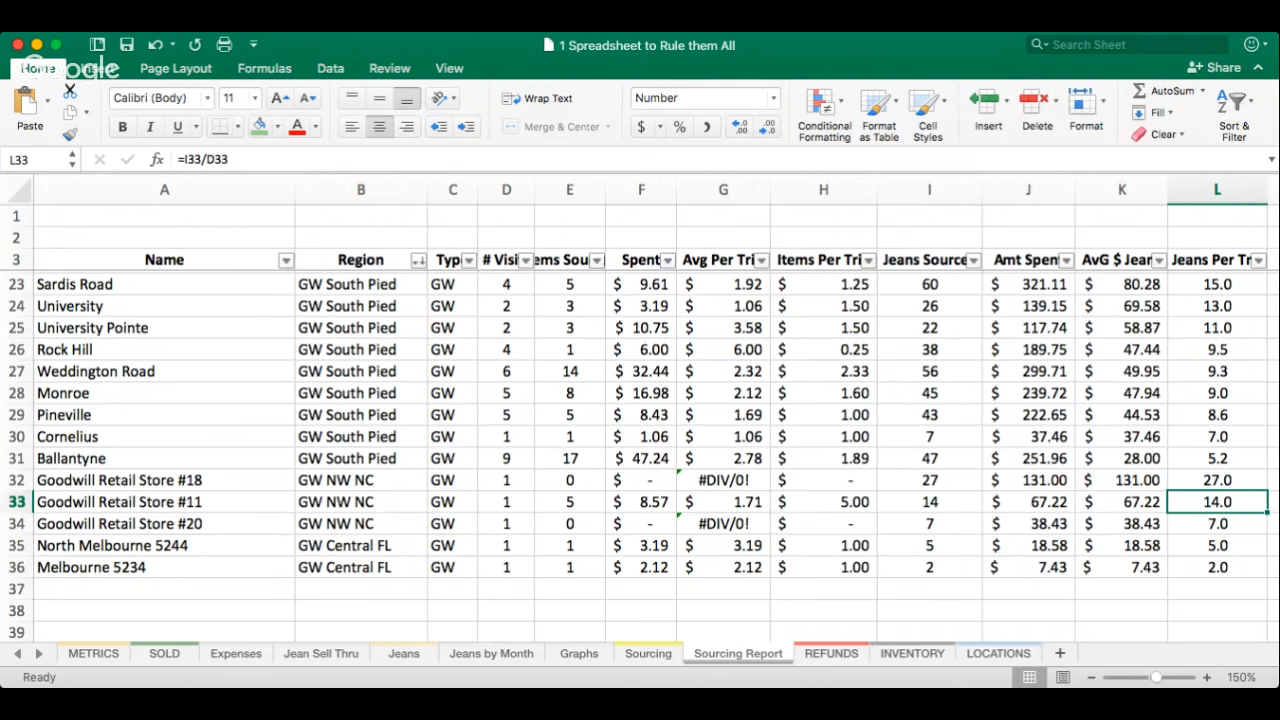 1 Spreadsheet to Rule them All
Search Sheet
Google
Home Insert Page Layout Formulas Data Review View Share
Calibri (Body) 11 Wrap Text Number AutoSum
Fill
Paste B I U Merge & Center $ % Conditional Formatting Format as Table Cell Styles Insert Delete Format Clear Sort & Filter
L33 fx =I33/D33
A B C D E F G H I J K L
1
2
3 Name Region Typ # Visi ems Sou Spent Avg Per Tri Items Per Tri Jeans Source Amt Spen AvG $ Jear Jeans Per Tr
23 Sardis Road GW South Pied GW 4 5 $ 9.61 $ 1.92 $ 1.25 60 $ 321.11 $ 80.28 15.0
24 University GW South Pied GW 2 3 $ 3.19 $ 1.06 $ 1.50 26 $ 139.15 $ 69.58 13.0
25 University Pointe GW South Pied GW 2 3 $ 10.75 $ 3.58 $ 1.50 22 $ 117.74 $ 58.87 11.0
26 Rock Hill GW South Pied GW 4 1 $ 6.00 $ 6.00 $ 0.25 38 $ 189.75 $ 47.44 9.5
27 Weddington Road GW South Pied GW 6 14 $ 32.44 $ 2.32 $ 2.33 56 $ 299.71 $ 49.95 9.3
28 Monroe GW South Pied GW 5 8 $ 16.98 $ 2.12 $ 1.60 45 $ 239.72 $ 47.94 9.0
29 Pineville GW South Pied GW 5 5 $ 8.43 $ 1.69 $ 1.00 43 $ 222.65 $ 44.53 8.6
30 Cornelius GW South Pied GW 1 1 $ 1.06 $ 1.06 $ 1.00 7 $ 37.46 $ 37.46 7.0
31 Ballantyne GW South Pied GW 9 17 $ 47.24 $ 2.78 $ 1.89 47 $ 251.96 $ 28.00 5.2
32 Goodwill Retail Store #18 GW NW NC GW 1 0 $ - #DIV/0! $ - 27 $ 131.00 $ 131.00 27.0
33 Goodwill Retail Store #11 GW NW NC GW 1 5 $ 8.57 $ 1.71 $ 5.00 14 $ 67.22 $ 67.22 14.0
34 Goodwill Retail Store #20 GW NW NC GW 1 0 $ - #DIV/0! $ - 7 $ 38.43 $ 38.43 7.0
35 North Melbourne 5244 GW Central FL GW 1 1 $ 3.19 $ 3.19 $ 1.00 5 $ 18.58 $ 18.58 5.0
36 Melbourne 5234 GW Central FL GW 1 1 $ 2.12 $ 2.12 $ 1.00 2 $ 7.43 $ 7.43 2.0
37
38
39
METRICS SOLD Expenses Jean Sell Thru Jeans Jeans by Month Graphs Sourcing Sourcing Report REFUNDS INVENTORY LOCATIONS +
Ready 150%